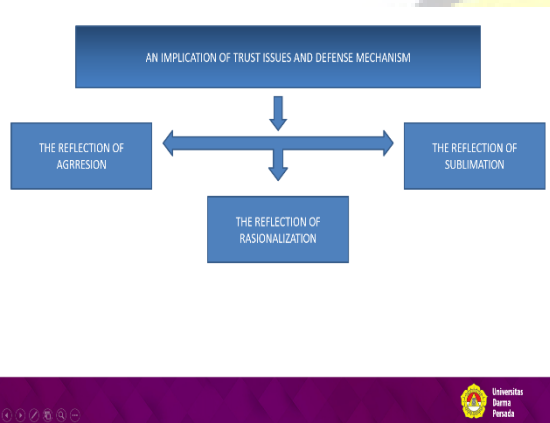 AN IMPLICATION OF TRUST ISSUES AND DEFENSE MECHANISM
THE REFLECTION OF
AGRRESION
THE REFLECTION OF
SUBLIMATION
THE REFLECTION OF
RASIONALIZATION
Universitas
Darma
Persada